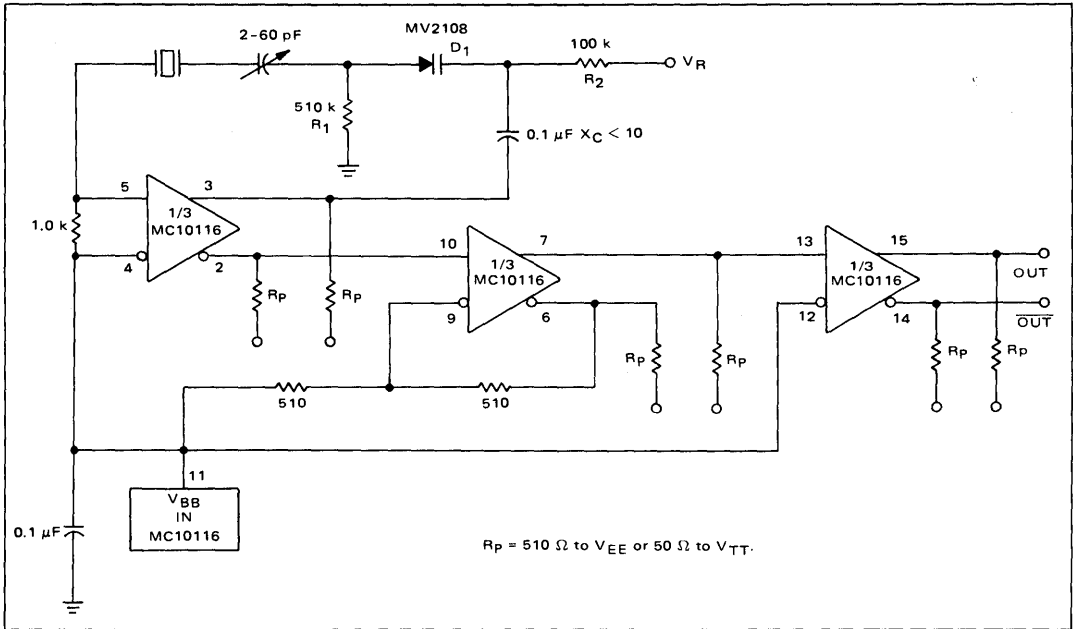 2-60 pF
MV2108
D1
100 k
R2
VR
510 k
R1
0.1 μF XC < 10
5
3
1/3
MC10116
1.0 k
4
2
RP
RP
10
7
1/3
MC10116
9
6
RP
RP
13
15
1/3
MC10116
12
14
OUT
OUT
RP
RP
510
510
11
VBB
IN
MC10116
0.1 μF
RP = 510 Ω to VEE or 50 Ω to VTT.